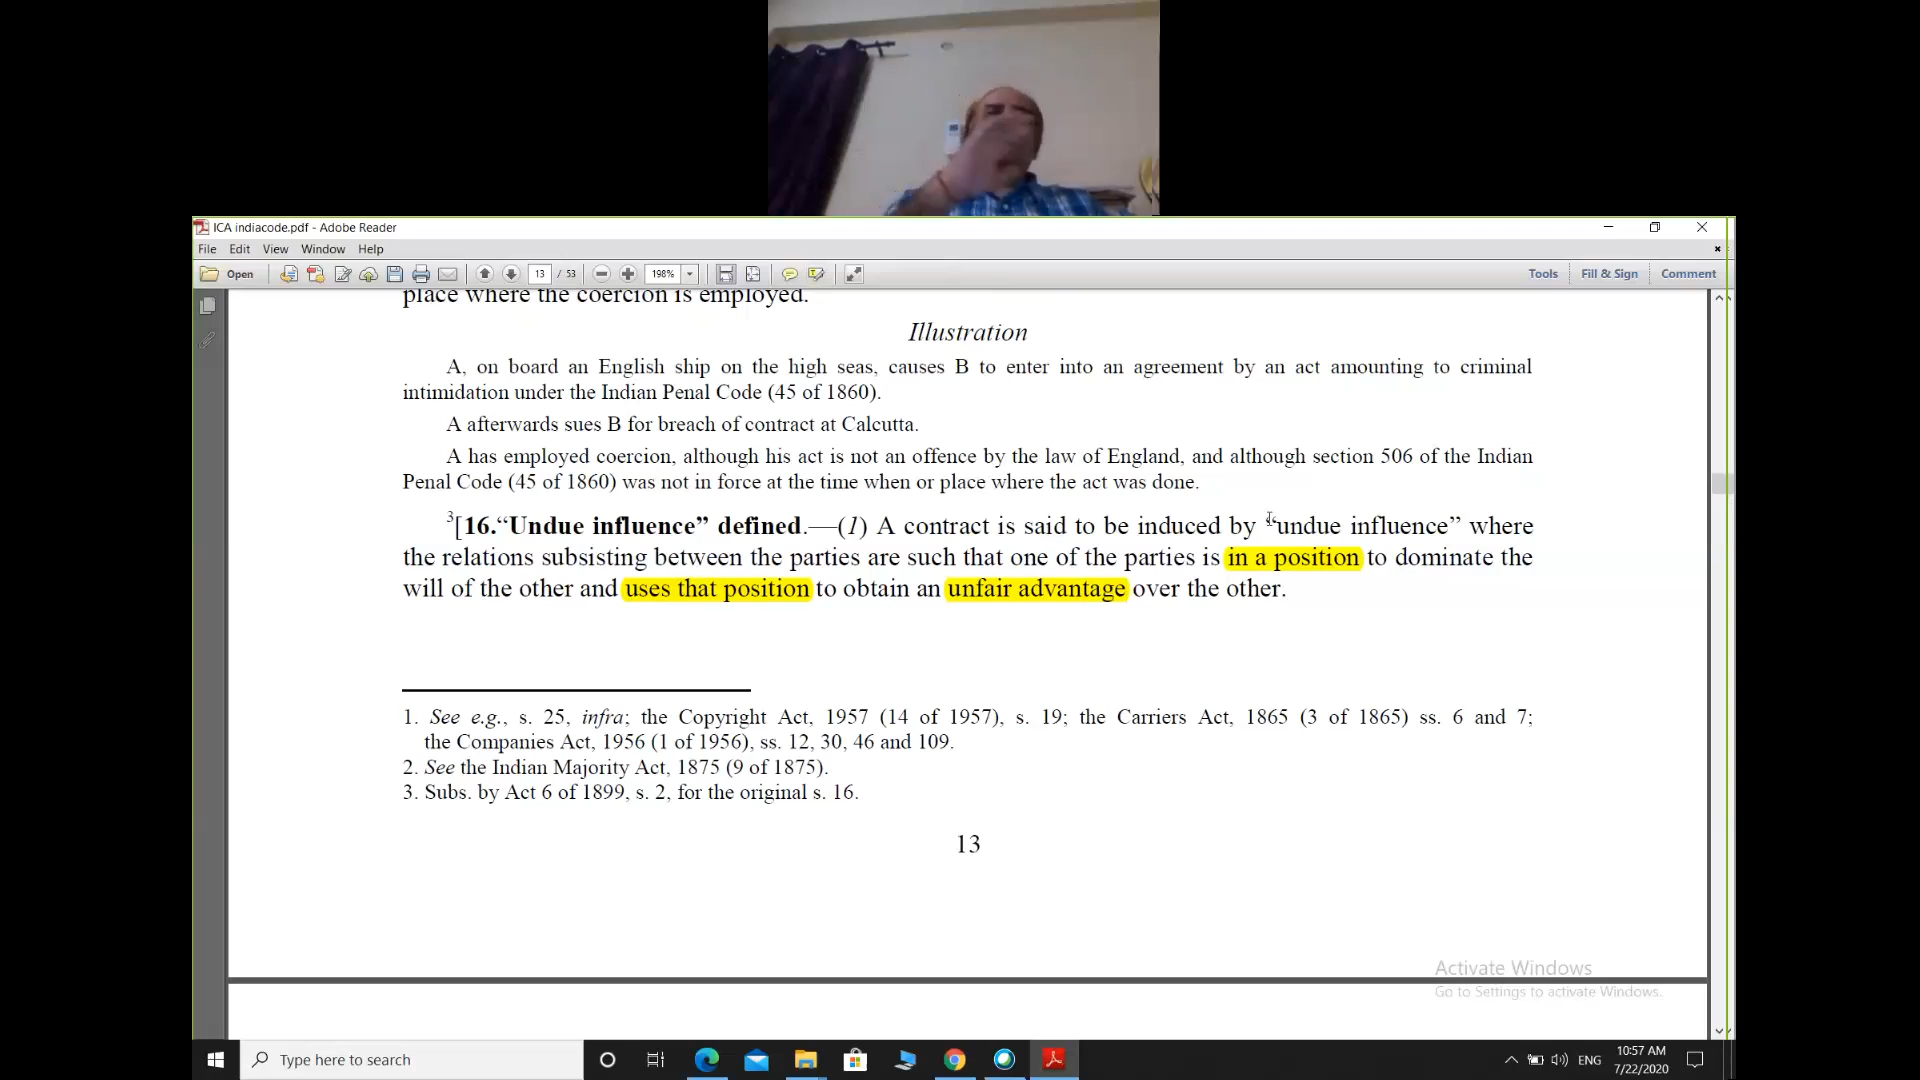 ICA indiacode.pdf - Adobe Reader
File Edit View Window Help
Open 13 / 53 198% Tools Fill & Sign Comment
place where the coercion is employed.
Illustration
A, on board an English ship on the high seas, causes B to enter into an agreement by an act amounting to criminal
intimidation under the Indian Penal Code (45 of 1860).
A afterwards sues B for breach of contract at Calcutta.
A has employed coercion, although his act is not an offence by the law of England, and although section 506 of the Indian
Penal Code (45 of 1860) was not in force at the time when or place where the act was done.
3[16.“Undue influence” defined.—(1) A contract is said to be induced by “undue influence” where
the relations subsisting between the parties are such that one of the parties is in a position to dominate the
will of the other and uses that position to obtain an unfair advantage over the other.
1. See e.g., s. 25, infra; the Copyright Act, 1957 (14 of 1957), s. 19; the Carriers Act, 1865 (3 of 1865) ss. 6 and 7;
the Companies Act, 1956 (1 of 1956), ss. 12, 30, 46 and 109.
2. See the Indian Majority Act, 1875 (9 of 1875).
3. Subs. by Act 6 of 1899, s. 2, for the original s. 16.
13
Activate Windows
Go to Settings to activate Windows.
Type here to search
ENG
10:57 AM
7/22/2020